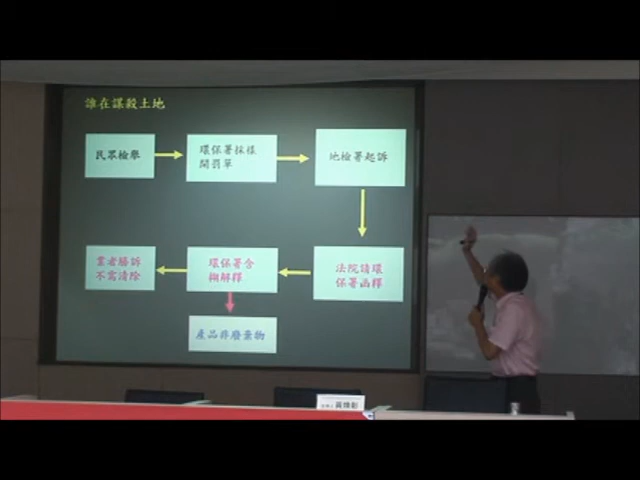 誰在謀殺土地
民眾檢舉
環保署採樣
開罰單
地檢署起訴
法院請環
保署函釋
環保署含
糊解釋
業者勝訴
不需清除
產品非廢棄物